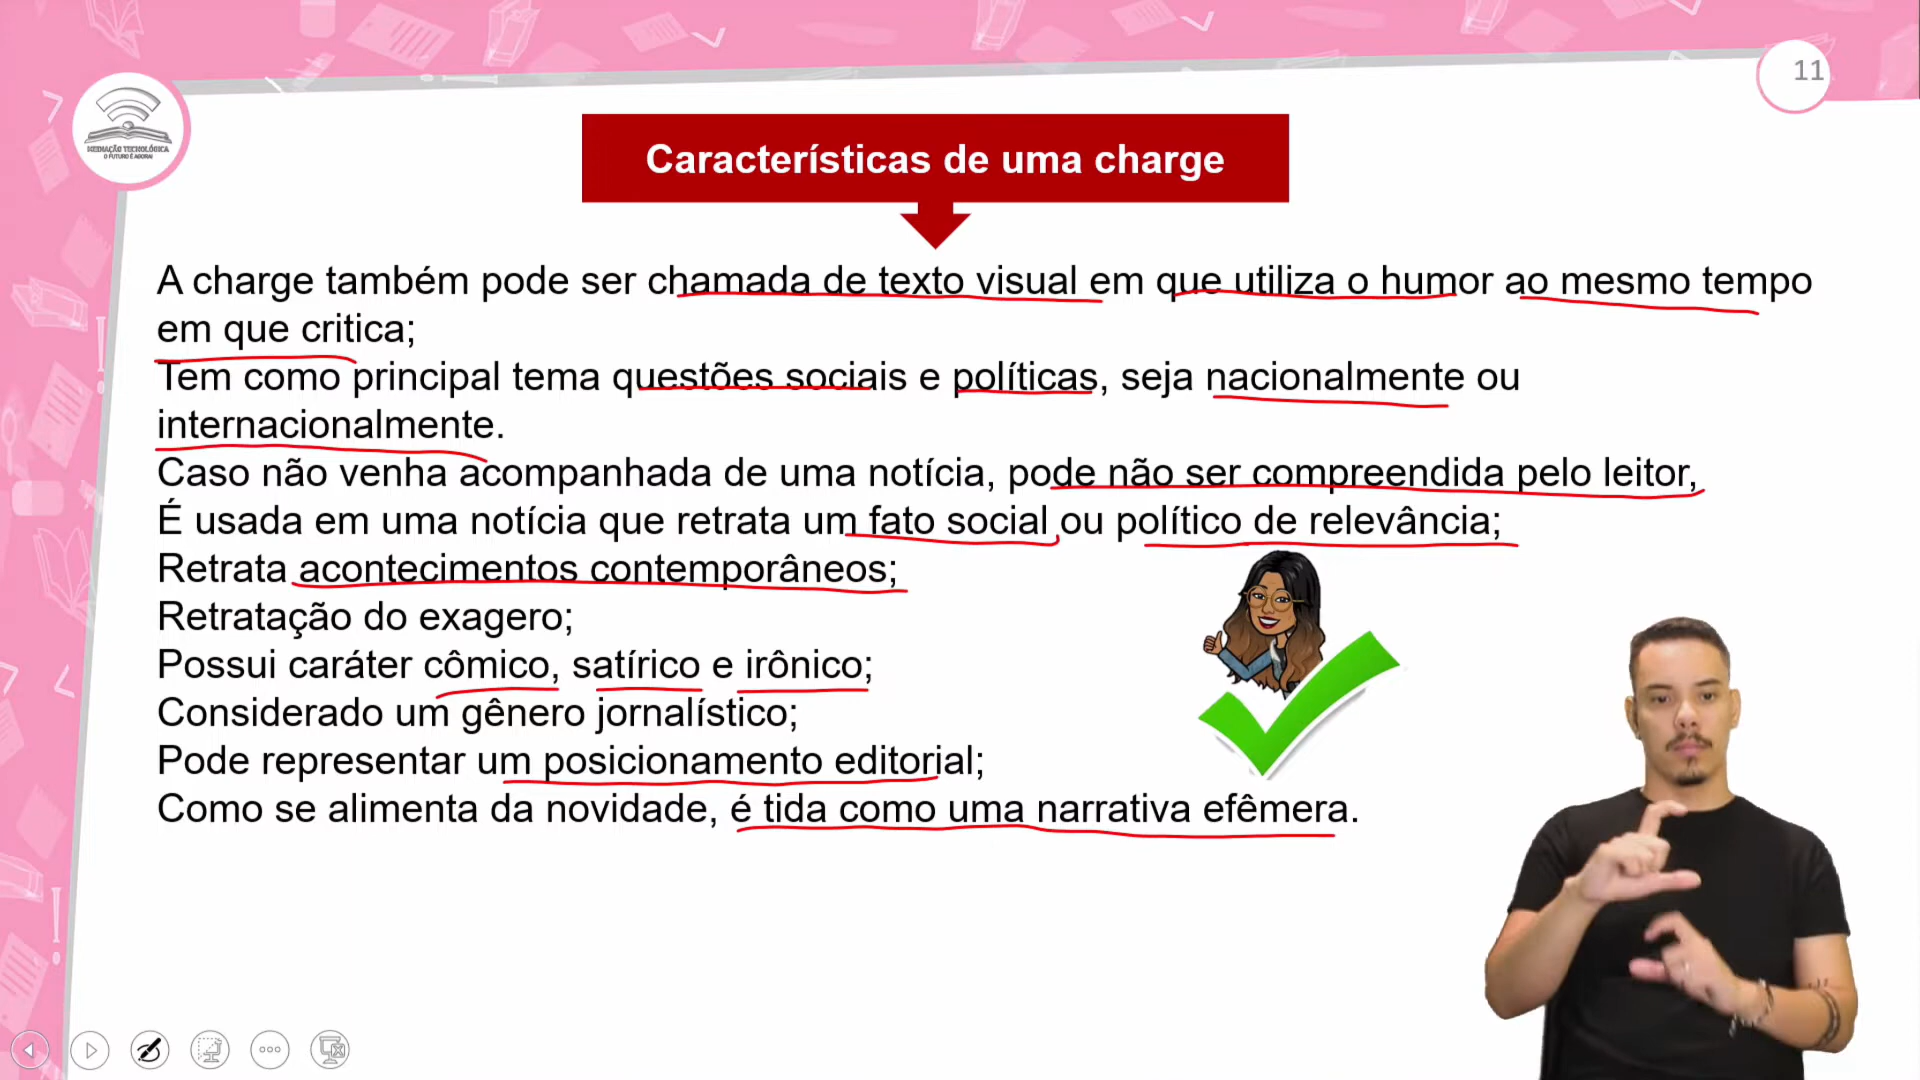 11
MEDIAÇÃO TECNOLÓGICA
O FUTURO É AGORA!
Características de uma charge
A charge também pode ser chamada de texto visual em que utiliza o humor ao mesmo tempo
em que critica;
Tem como principal tema questões sociais e políticas, seja nacionalmente ou
internacionalmente.
Caso não venha acompanhada de uma notícia, pode não ser compreendida pelo leitor,
É usada em uma notícia que retrata um fato social ou político de relevância;
Retrata acontecimentos contemporâneos;
Retratação do exagero;
Possui caráter cômico, satírico e irônico;
Considerado um gênero jornalístico;
Pode representar um posicionamento editorial;
Como se alimenta da novidade, é tida como uma narrativa efêmera.